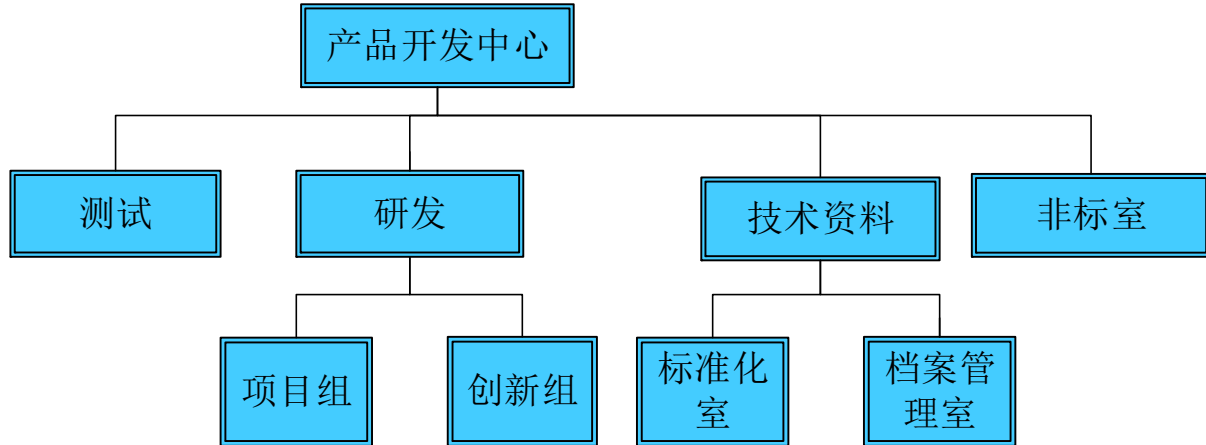 产品开发中心
测试
研发
技术资料
非标室
项目组
创新组
标准化
室
档案管
理室